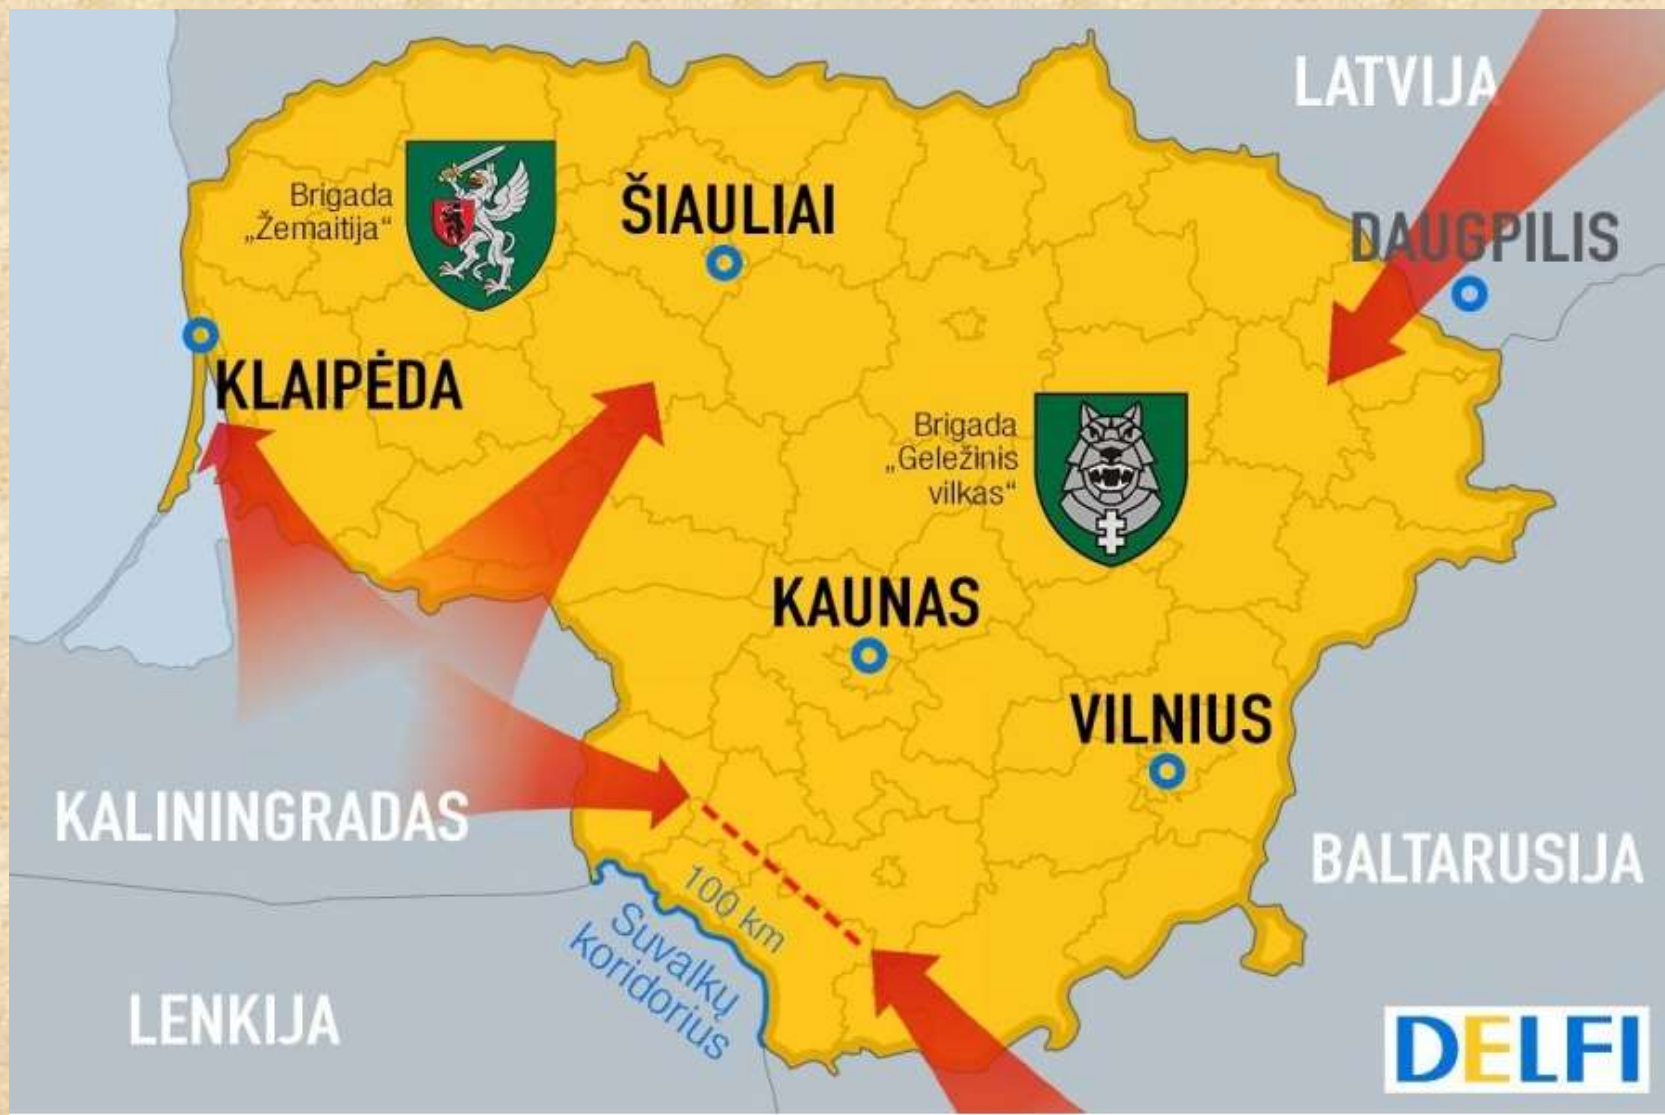 LATVIJA
Brigada
„Žemaitija“
ŠIAULIAI
DAUGPILIS
KLAIPĖDA
Brigada
„Geležinis
vilkas“
KAUNAS
VILNIUS
KALININGRADAS
BALTARUSIJA
100 km
Suvalkų
koridorius
LENKIJA
DELFI